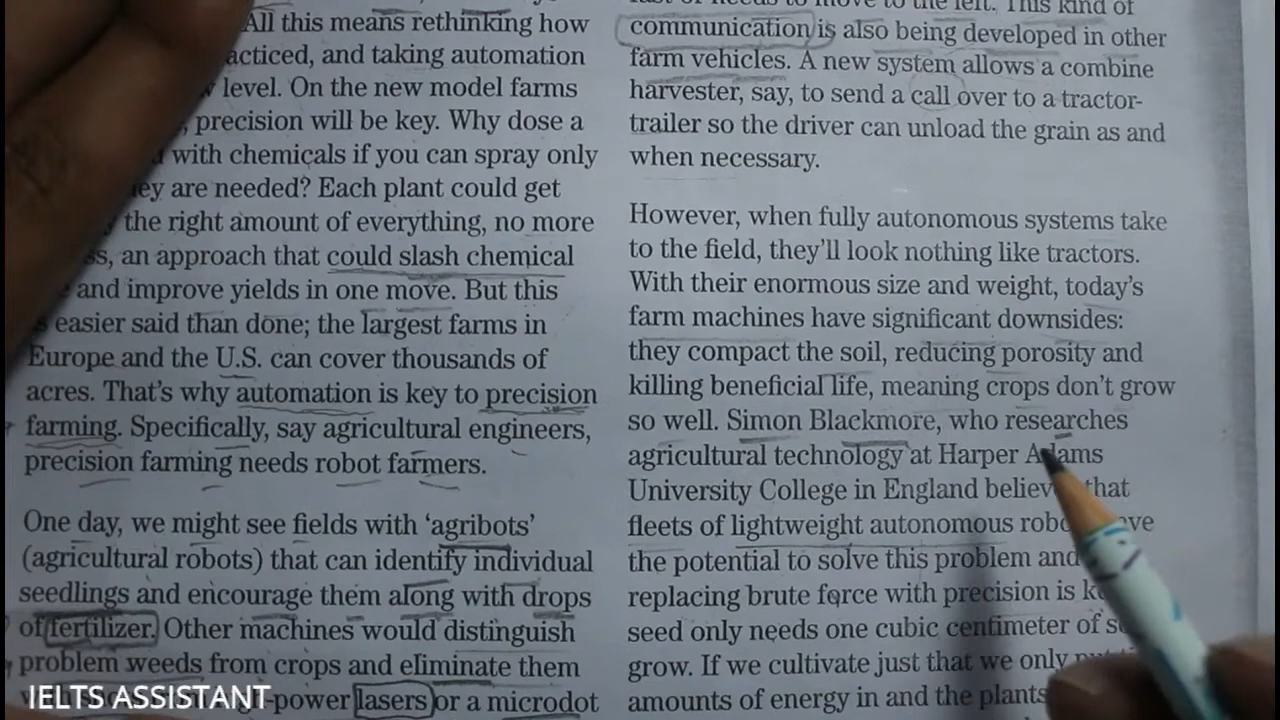 All this means rethinking how
acticed, and taking automation
level. On the new model farms
, precision will be key. Why dose a
with chemicals if you can spray only
ey are needed? Each plant could get
the right amount of everything, no more
ss, an approach that could slash chemical
and improve yields in one move. But this
easier said than done; the largest farms in
Europe and the U.S. can cover thousands of
acres. That's why automation is key to precision
farming. Specifically, say agricultural engineers,
precision farming needs robot farmers.
One day, we might see fields with 'agribots'
(agricultural robots) that can identify individual
seedlings and encourage them along with drops
of fertilizer. Other machines would distinguish
problem weeds from crops and eliminate them
-power lasers or a microdot
to move to the left. This kind of
communication is also being developed in other
farm vehicles. A new system allows a combine
harvester, say, to send a call over to a tractor-
trailer so the driver can unload the grain as and
when necessary.
However, when fully autonomous systems take
to the field, they'll look nothing like tractors.
With their enormous size and weight, today's
farm machines have significant downsides:
they compact the soil, reducing porosity and
killing beneficial life, meaning crops don't grow
so well. Simon Blackmore, who researches
agricultural technology at Harper Adams
University College in England believ that
fleets of lightweight autonomous robo ve
the potential to solve this problem and
replacing brute force with precision is k
seed only needs one cubic centimeter of s
grow. If we cultivate just that we only
amounts of energy in and the plants
IELTS ASSISTANT